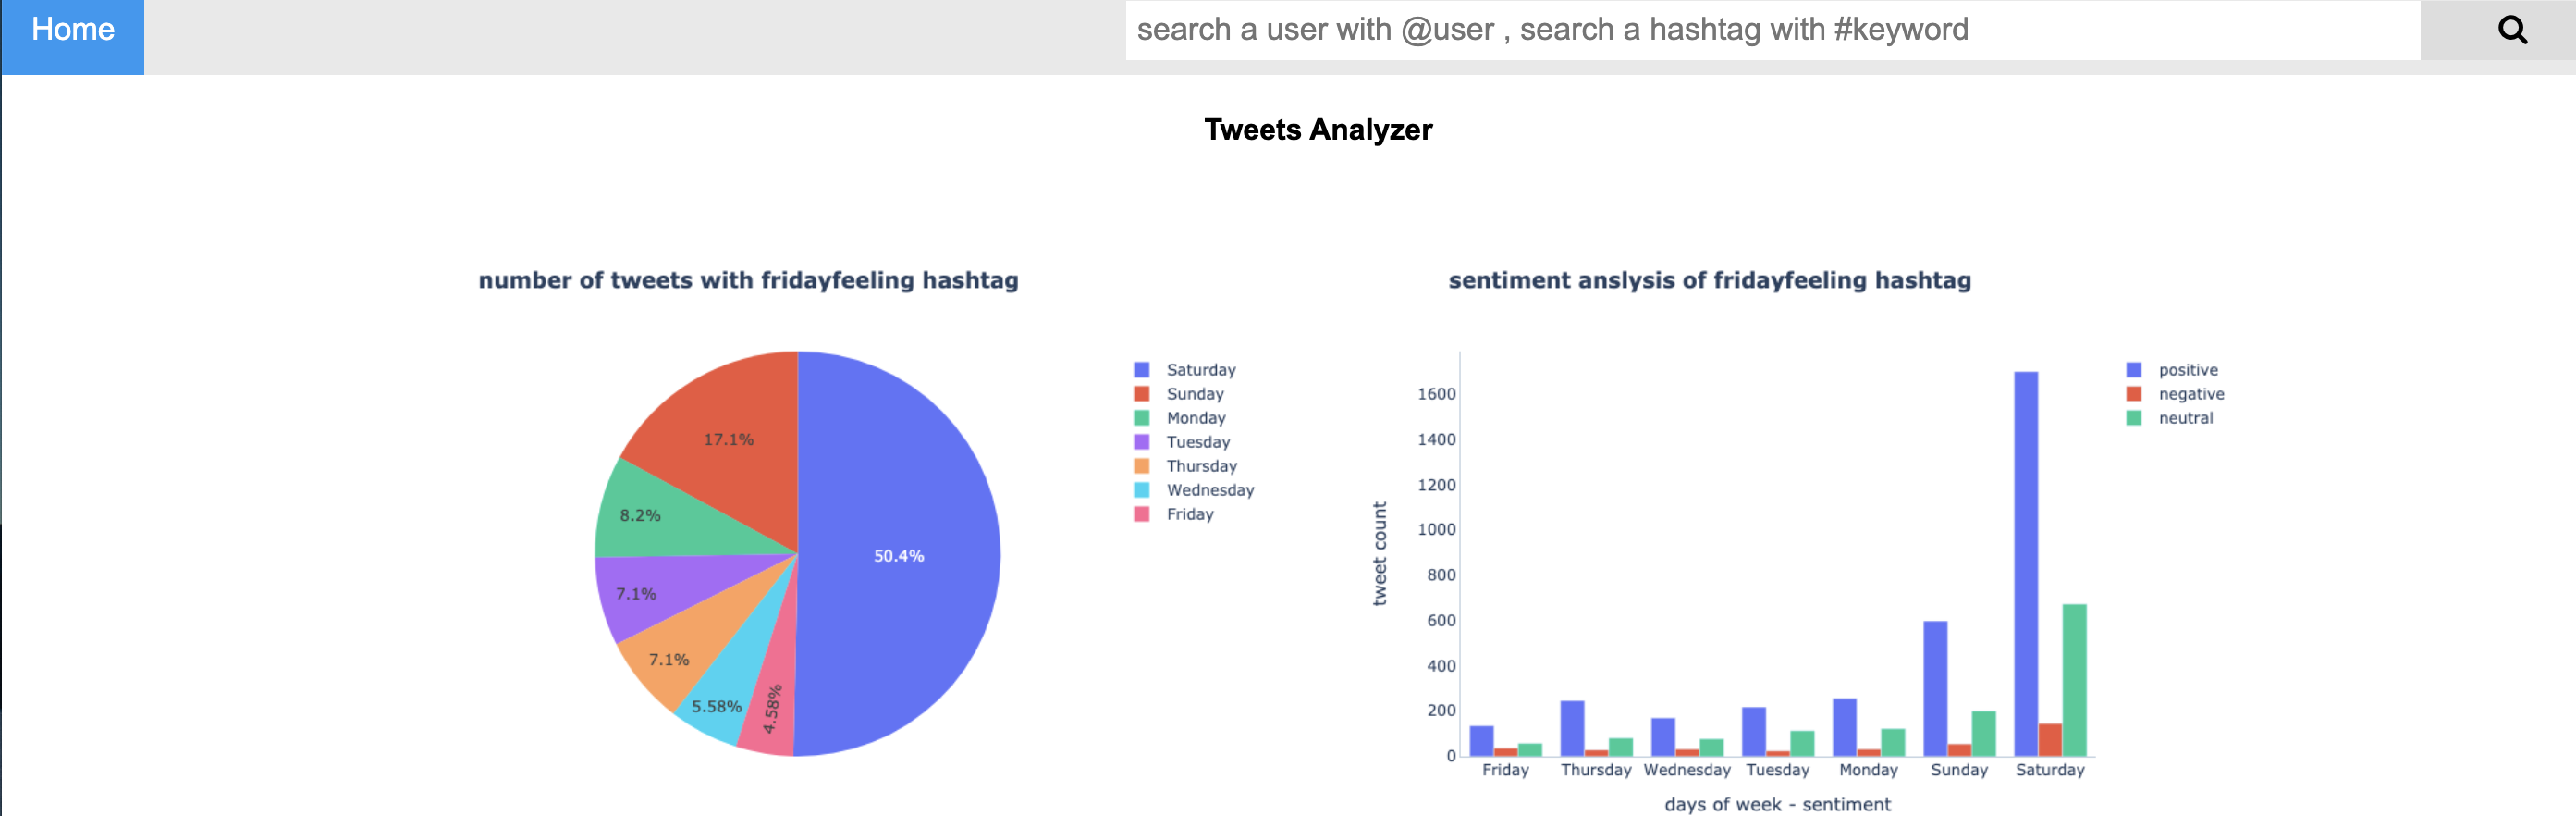 Home
search a user with @user , search a hashtag with #keyword
Tweets Analyzer
number of tweets with fridayfeeling hashtag
17.1%
8.2%
50.4%
7.1%
7.1%
5.58%
4.58%
Saturday
Sunday
Monday
Tuesday
Thursday
Wednesday
Friday
sentiment anslysis of fridayfeeling hashtag
positive
negative
neutral
tweet count
1600
1400
1200
1000
800
600
400
200
0
Friday Thursday Wednesday Tuesday Monday Sunday Saturday
days of week - sentiment